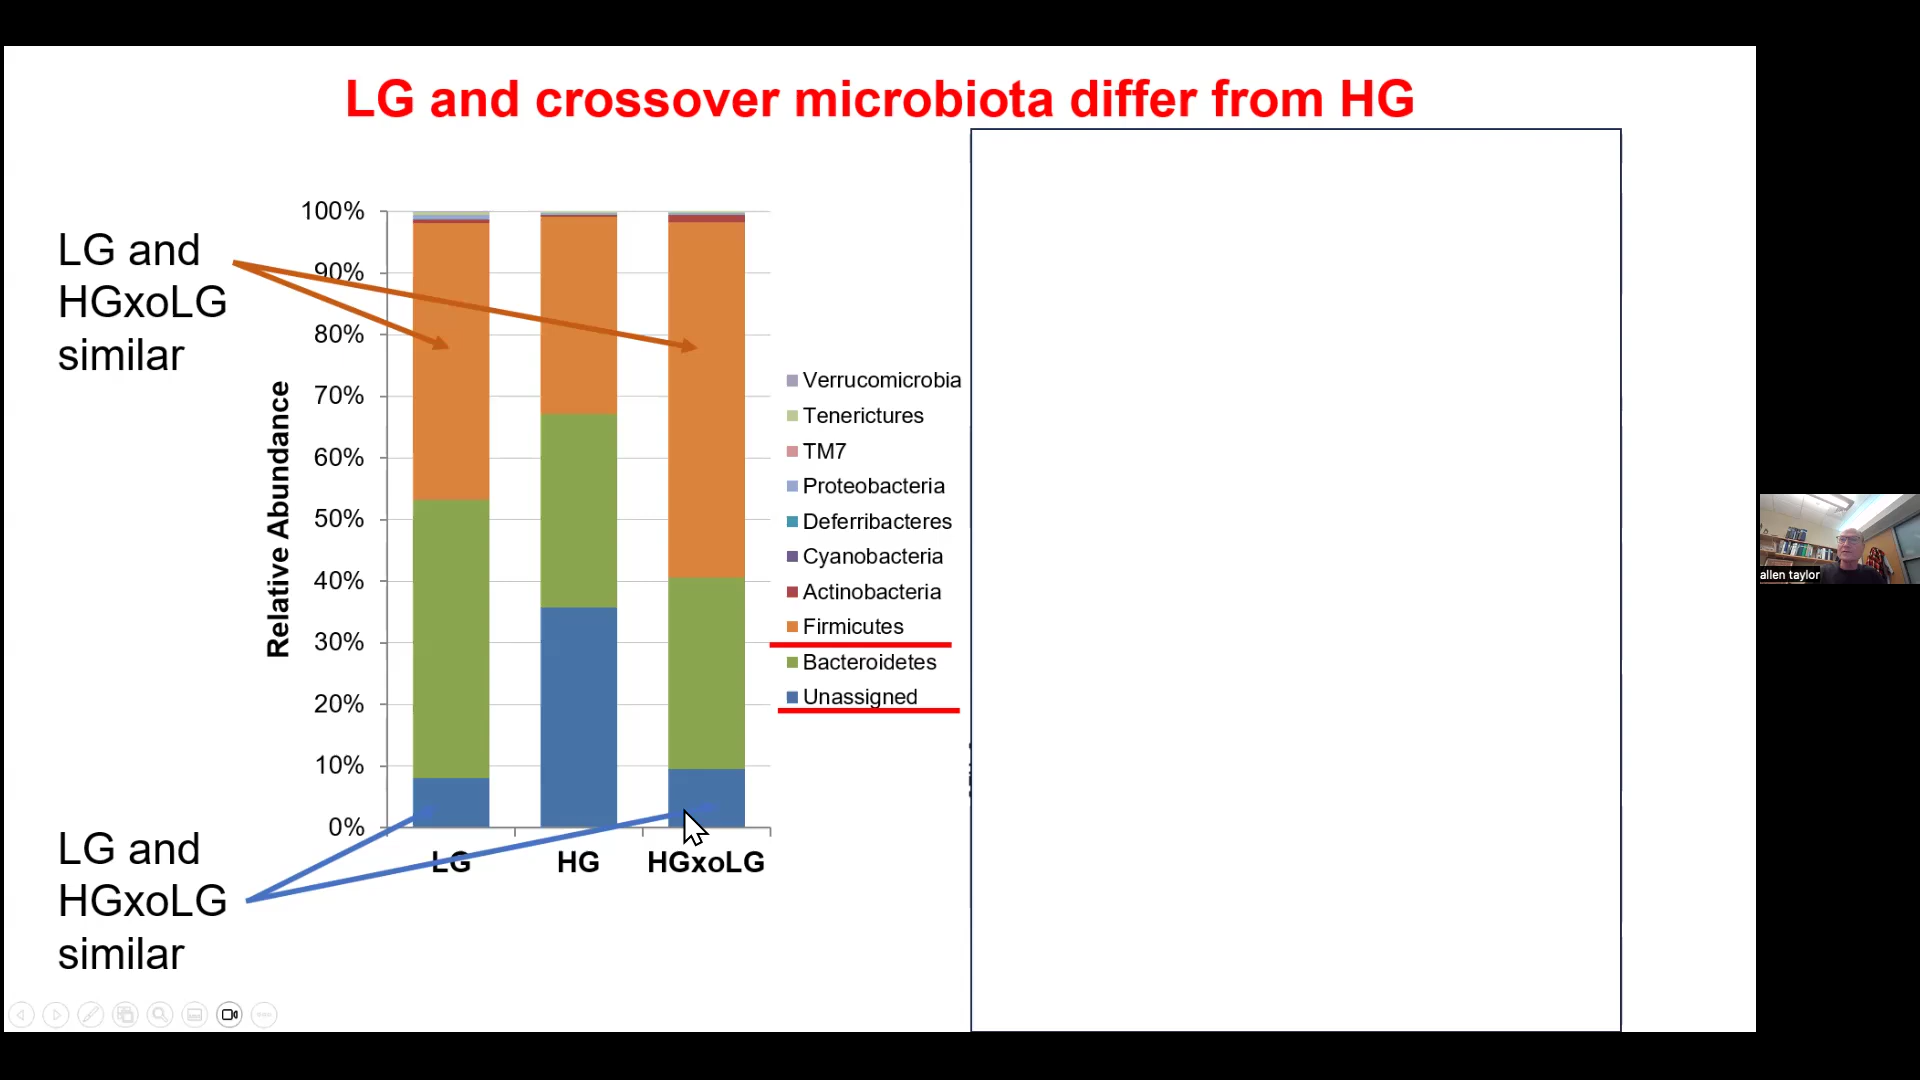 LG and crossover microbiota differ from HG
LG and
HGxoLG
similar
100%
90%
80%
70%
60%
50%
40%
30%
20%
10%
0%
Relative Abundance
LG
HG
HGxoLG
Verrucomicrobia
Tenerictures
TM7
Proteobacteria
Deferribacteres
Cyanobacteria
Actinobacteria
Firmicutes
Bacteroidetes
Unassigned
LG and
HGxoLG
similar
allen taylor